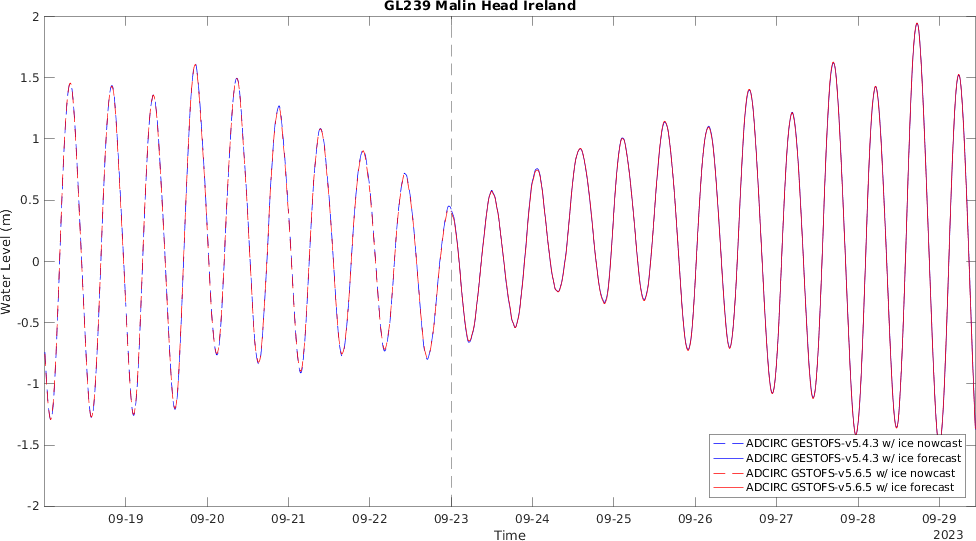 GL239 Malin Head Ireland
2
1.5
1
0.5
0
-0.5
-1
-1.5
-2
Water Level (m)
ADCIRC GESTOFS-v5.4.3 w/ ice nowcast
ADCIRC GESTOFS-v5.4.3 w/ ice forecast
ADCIRC GSTOFS-v5.6.5 w/ ice nowcast
ADCIRC GSTOFS-v5.6.5 w/ ice forecast
09-19 09-20 09-21 09-22 09-23 09-24 09-25 09-26 09-27 09-28 09-29
Time
2023